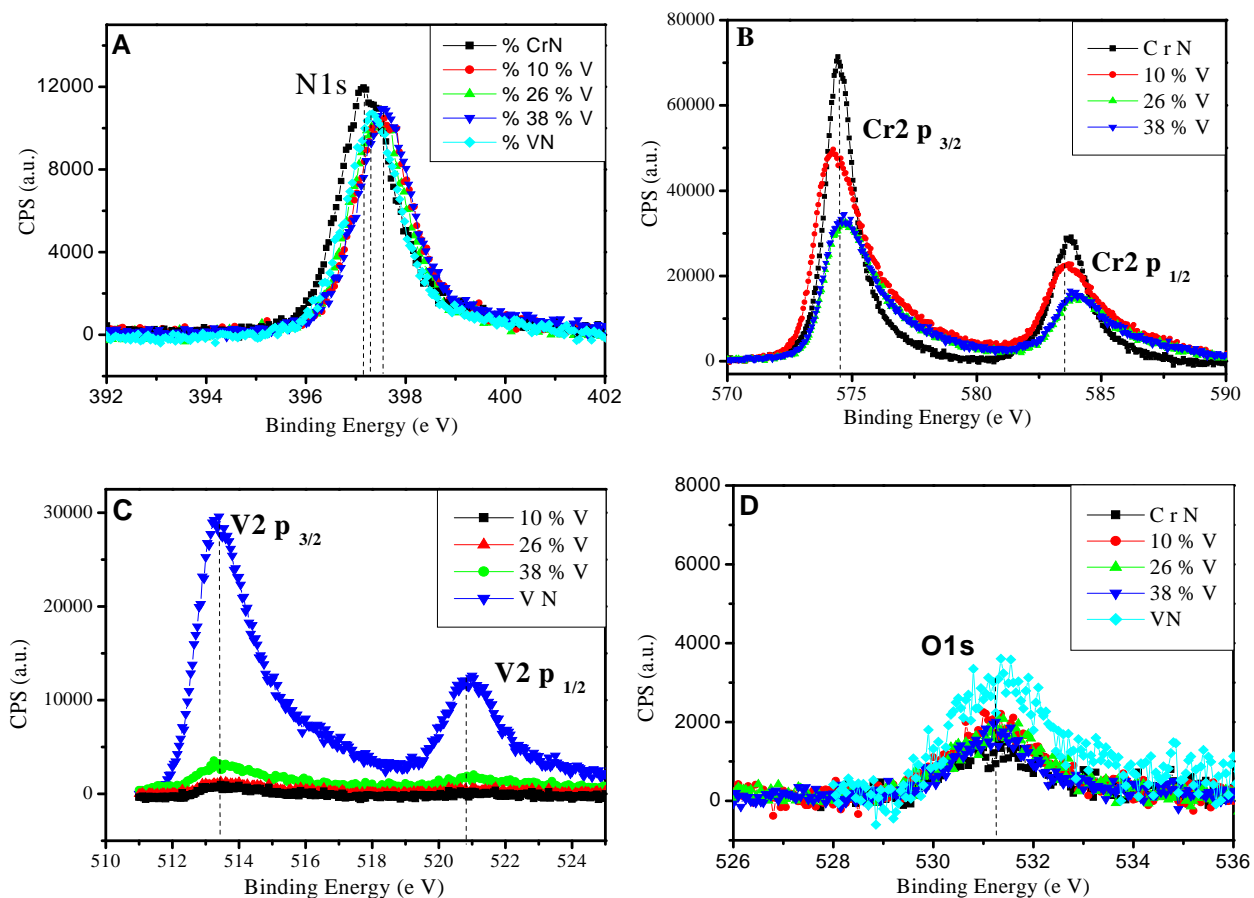 A
N1s
% CrN
% 10 % V
% 26 % V
% 38 % V
% VN
12000
8000
4000
0
CPS (a.u.)
392 394 396 398 400 402
Binding Energy (e V)
B
Cr2 p 3/2
Cr2 p 1/2
C r N
10 % V
26 % V
38 % V
80000
60000
40000
20000
0
CPS (a.u.)
570 575 580 585 590
Binding Energy (e V)
C
V2 p 3/2
V2 p 1/2
10 % V
26 % V
38 % V
V N
30000
20000
10000
0
CPS (a.u.)
510 512 514 516 518 520 522 524
Binding Energy (e V)
D
O1s
C r N
10 % V
26 % V
38 % V
VN
8000
6000
4000
2000
0
CPS (a.u.)
526 528 530 532 534 536
Binding Energy (e V)